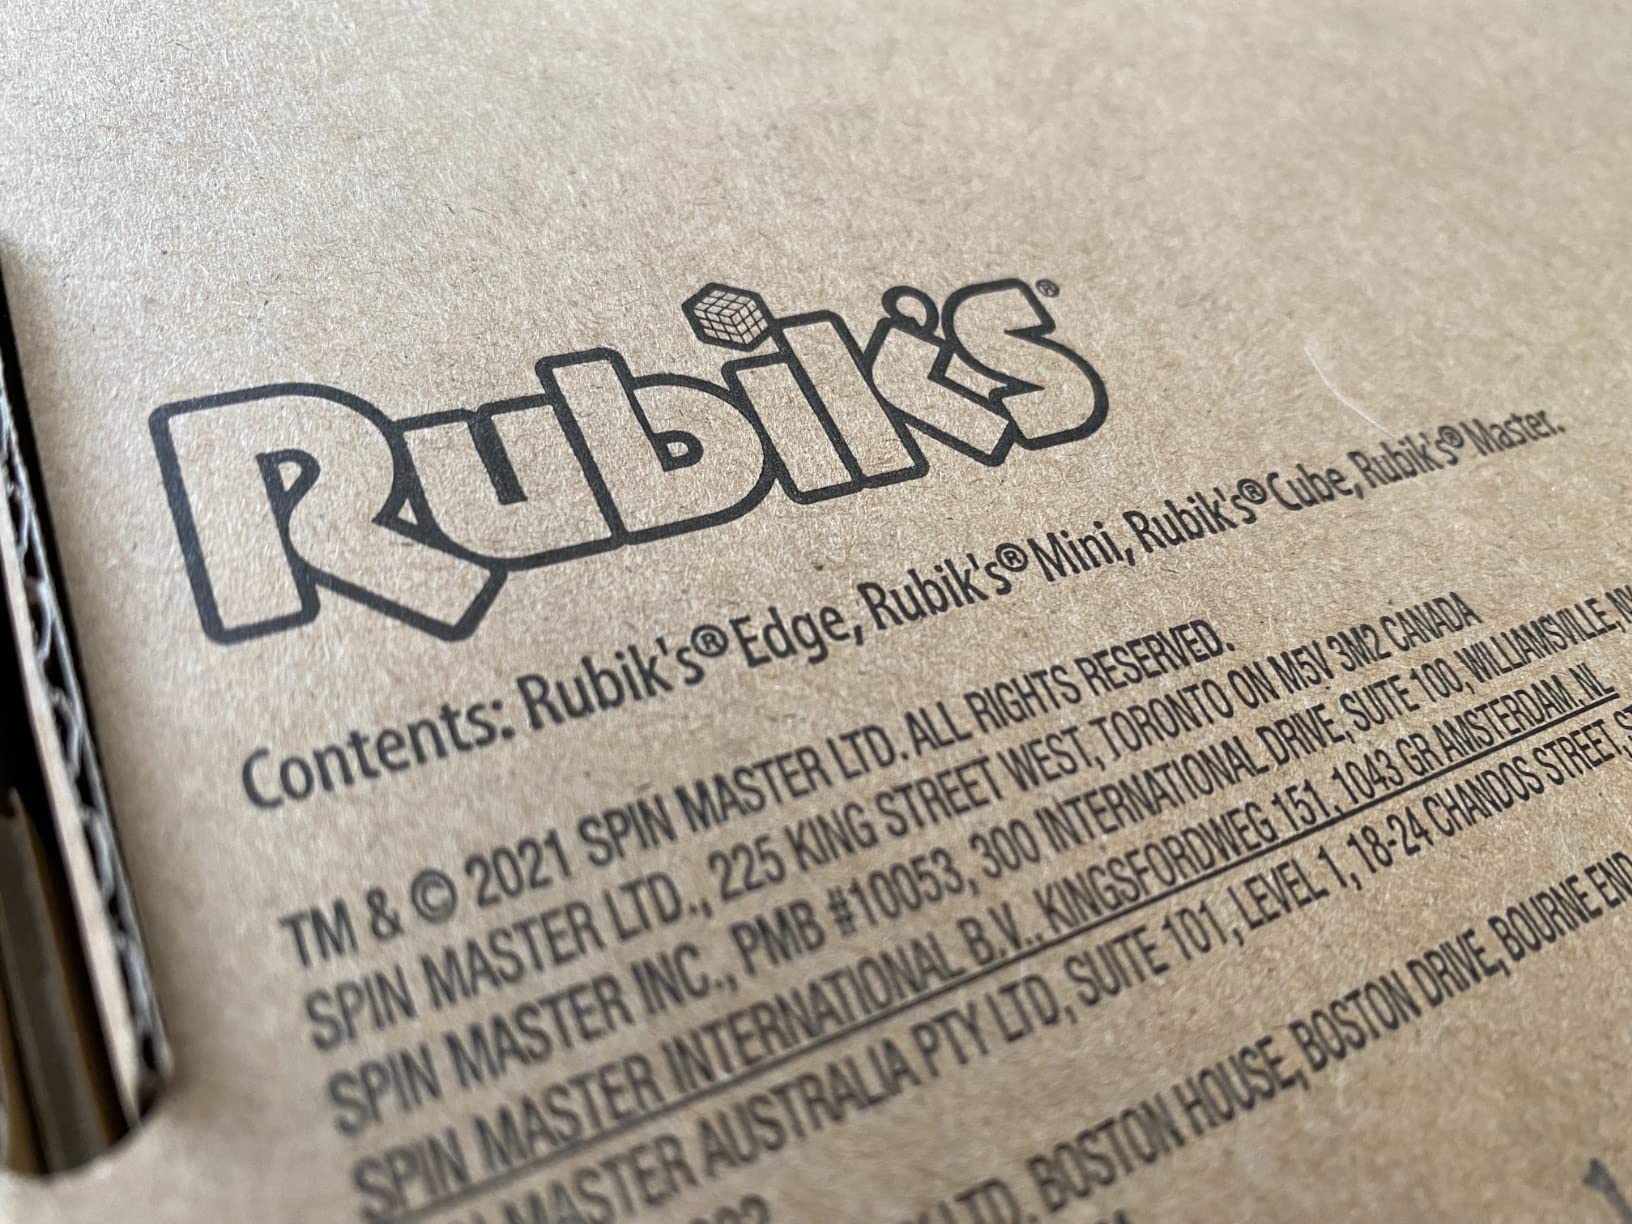 Rubik's®
Contents: Rubik's® Edge, Rubik's® Mini, Rubik's® Cube, Rubik's® Master.
TM & © 2021 SPIN MASTER LTD. ALL RIGHTS RESERVED.
SPIN MASTER LTD., 225 KING STREET WEST, TORONTO ON M5V 3M2 CANADA
SPIN MASTER INC., PMB #10053, 300 INTERNATIONAL DRIVE, SUITE 100, WILLIAMSVILLE, NY
SPIN MASTER INTERNATIONAL B.V., KINGSFORDWEG 151, 1043 GR AMSTERDAM. NL
SPIN MASTER AUSTRALIA PTY LTD, SUITE 101, LEVEL 1, 18-24 CHANDOS STREET,
LTD. BOSTON HOUSE, BOSTON DRIVE, BOURNE END,